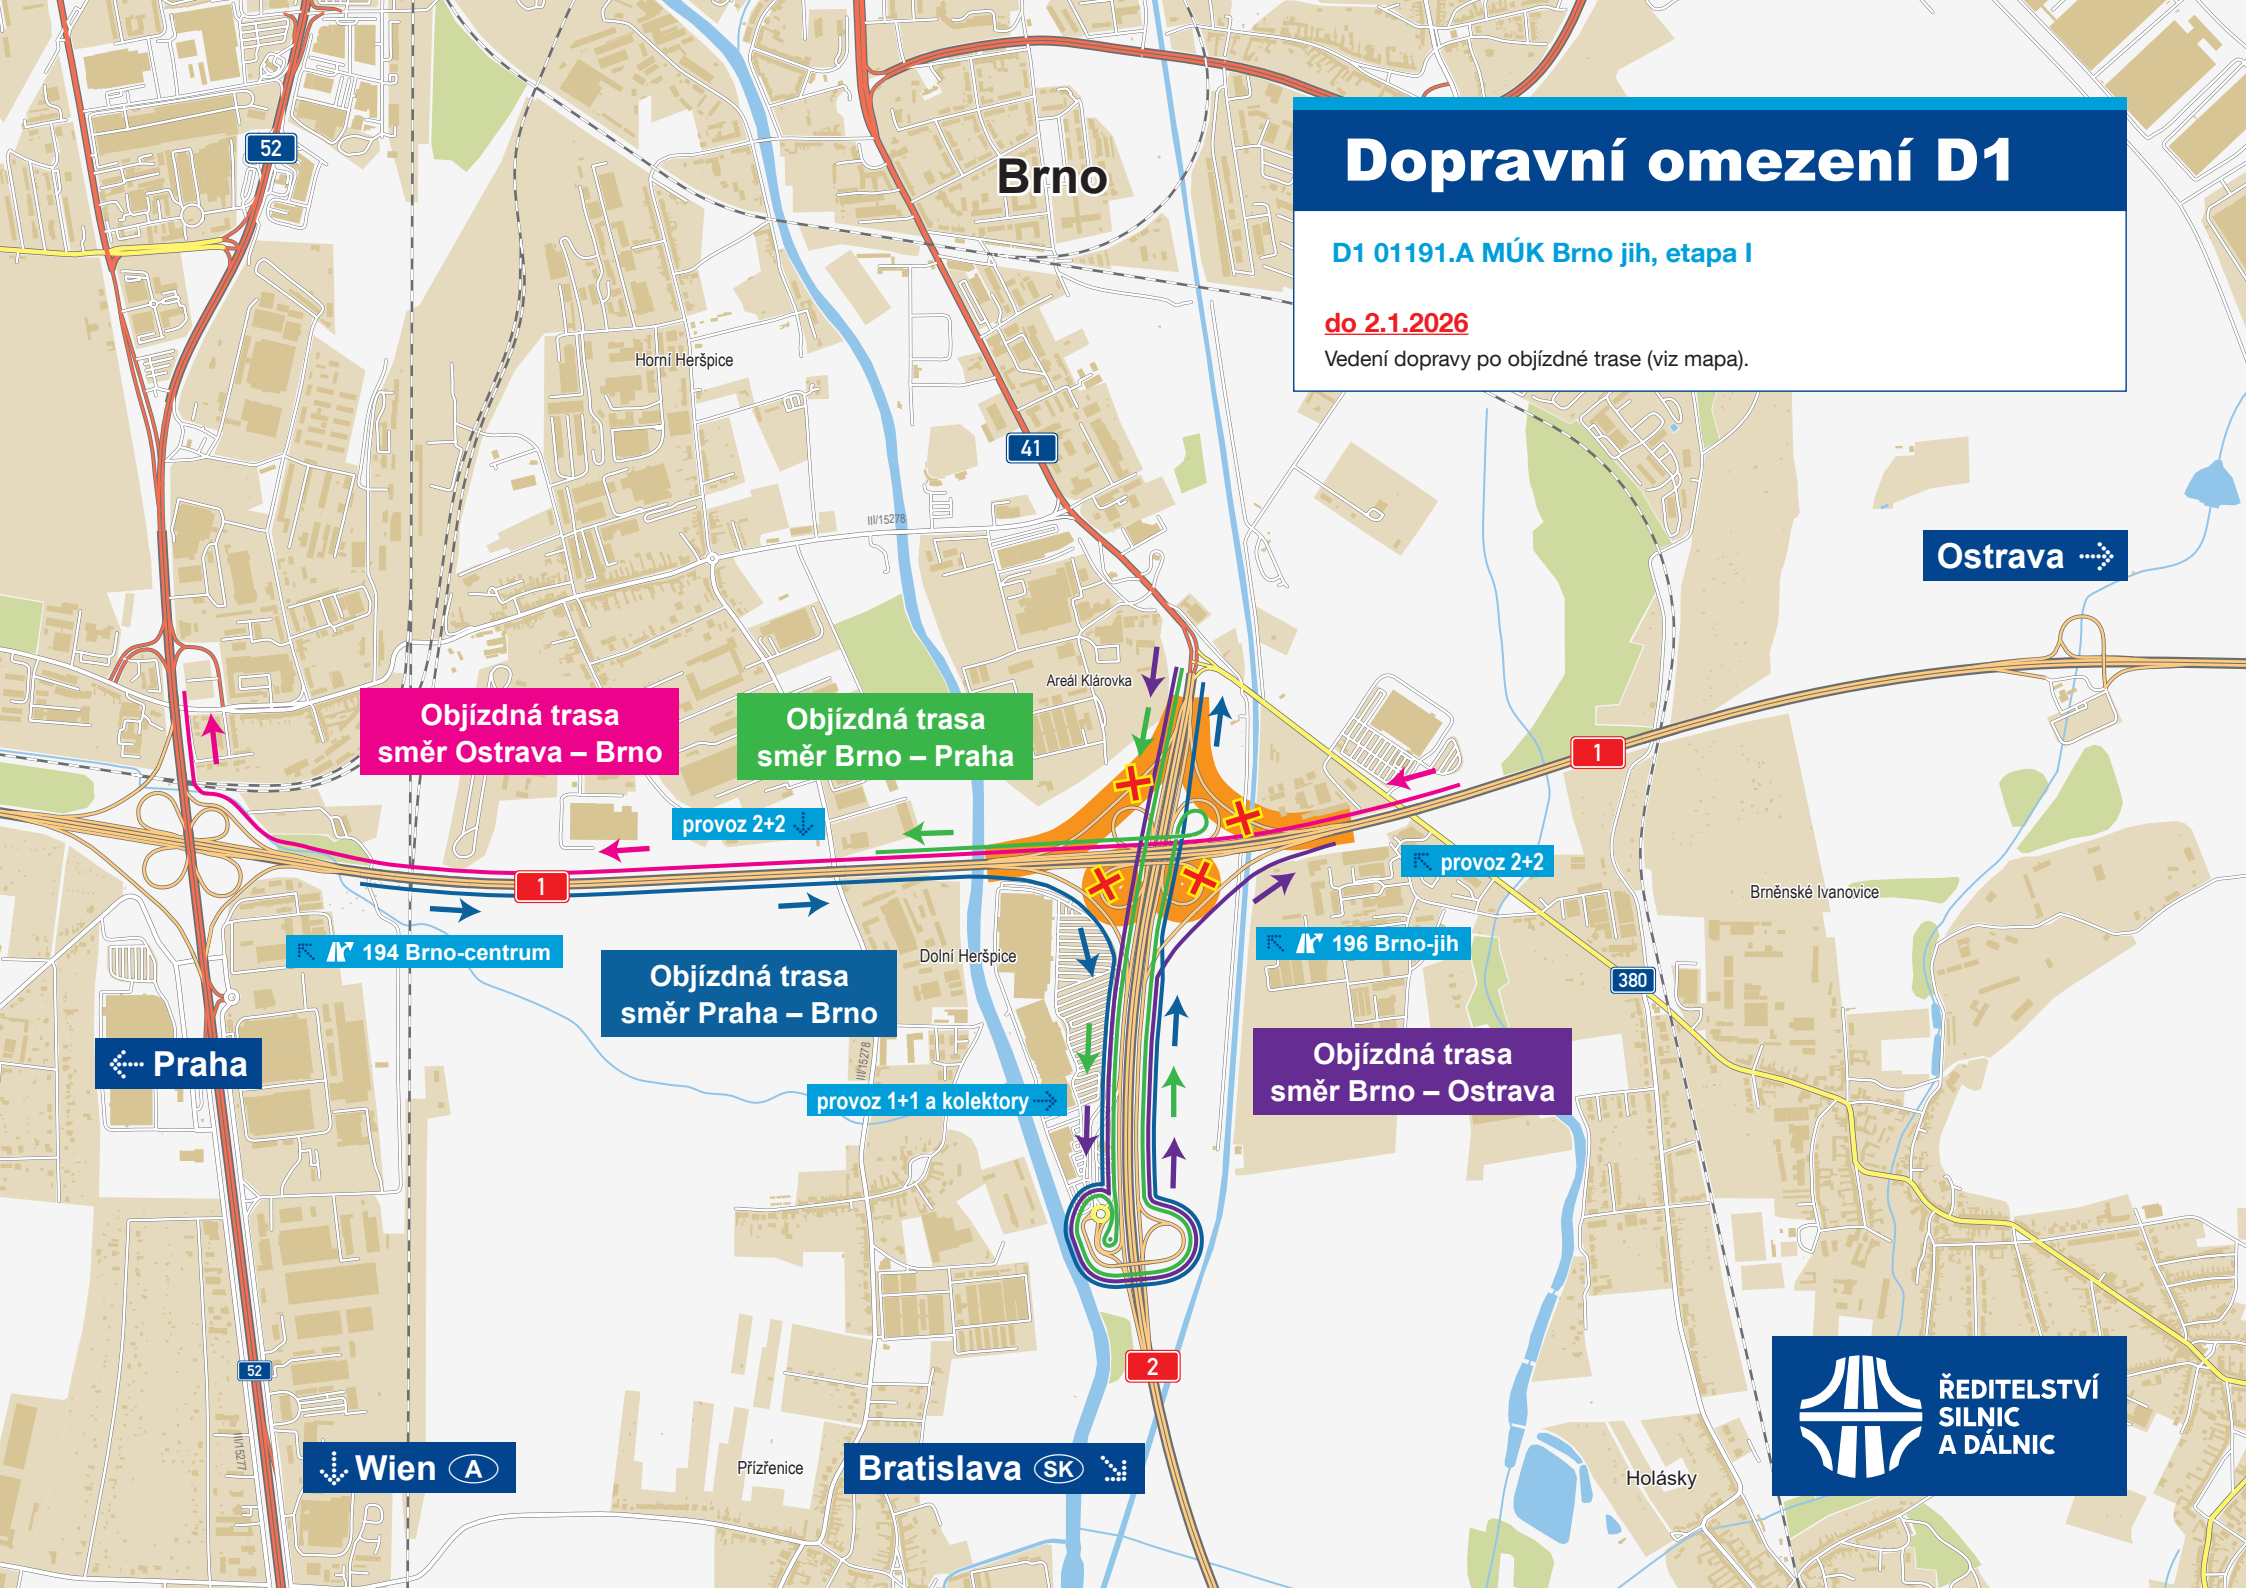 52
Brno
Dopravní omezení D1
D1 01191.A MÚK Brno jih, etapa I
do 2.1.2026
Vedení dopravy po objízdné trase (viz mapa).
Horní Heršpice
41
III/15278
Ostrava
Areál Klárovka
Objízdná trasa
směr Ostrava – Brno
Objízdná trasa
směr Brno – Praha
1
provoz 2+2
provoz 2+2
1
Brněnské Ivanovice
194 Brno-centrum
196 Brno-jih
Dolní Heršpice
Objízdná trasa
směr Praha – Brno
380
Praha
III/15278
Objízdná trasa
směr Brno – Ostrava
provoz 1+1 a kolektory
2
52
ŘEDITELSTVÍ
SILNIC
A DÁLNIC
III/15277
Wien A
Přízřenice
Bratislava SK
Holásky